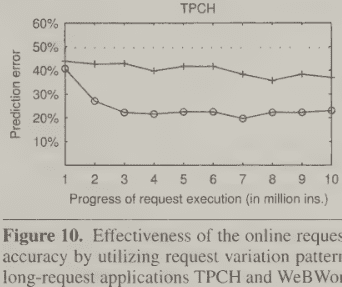 TPCH
60%
50%
40%
30%
20%
10%
Prediction error
1 2 3 4 5 6 7 8 9 10
Progress of request execution (in million ins.)
Figure 10. Effectiveness of the online reques
accuracy by utilizing request variation pattern
long-request applications TPCH and WeBWor